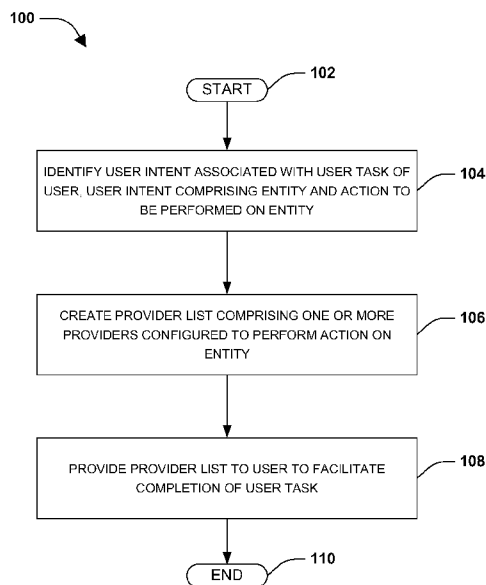 100
102
START
IDENTIFY USER INTENT ASSOCIATED WITH USER TASK OF
USER, USER INTENT COMPRISING ENTITY AND ACTION TO
BE PERFORMED ON ENTITY
104
CREATE PROVIDER LIST COMPRISING ONE OR MORE
PROVIDERS CONFIGURED TO PERFORM ACTION ON
ENTITY
106
PROVIDE PROVIDER LIST TO USER TO FACILITATE
COMPLETION OF USER TASK
108
END
110